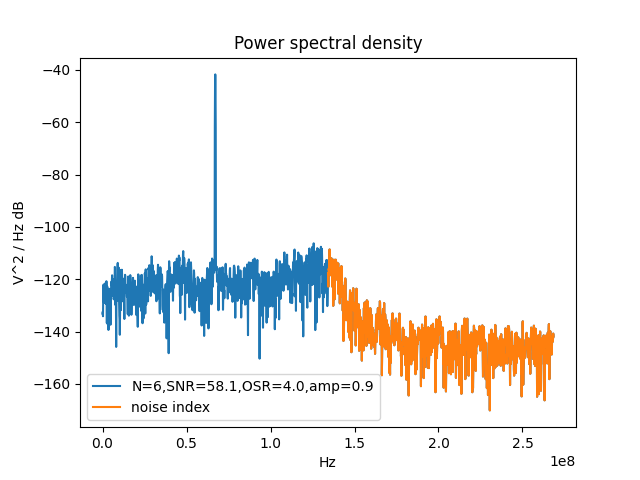 Power spectral density
V^2 / Hz dB
−40
−60
−80
−100
−120
−140
−160
N=6,SNR=58.1,OSR=4.0,amp=0.9
noise index
0.0 0.5 1.0 1.5 2.0 2.5
Hz
1e8